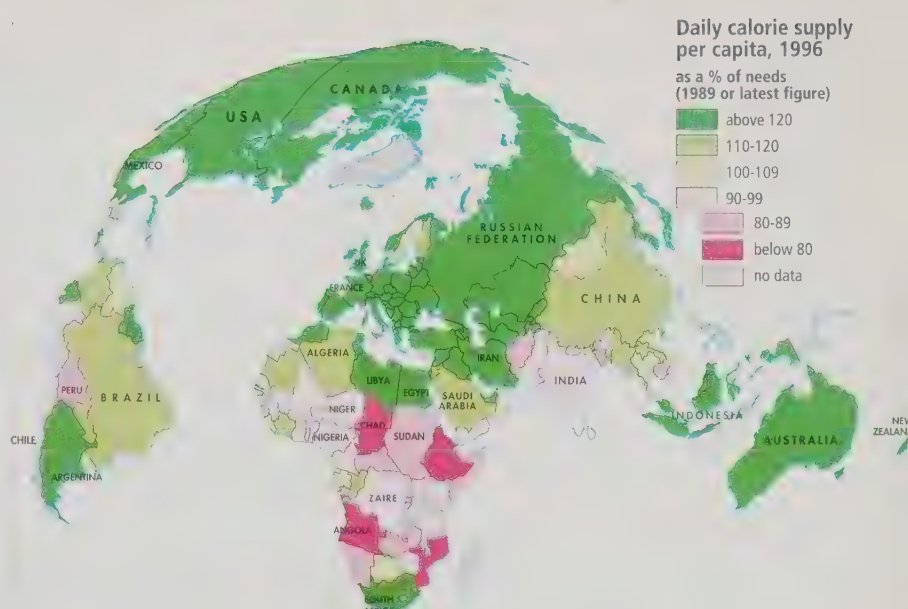 Daily calorie supply
per capita, 1996
as a % of needs
(1989 or latest figure)
above 120
110-120
100-109
90-99
80-89
below 80
no data
CANADA
USA
MEXICO
RUSSIAN
FEDERATION
FRANCE
CHINA
ALGERIA
IRAN
LIBYA
EGYPT
INDIA
SAUDI
ARABIA
PERU
BRAZIL
NIGER
CHAD
INDONESIA
NIGERIA
SUDAN
CHILE
AUSTRALIA
ARGENTINA
ZAIRE
ANGOLA
SOUTH